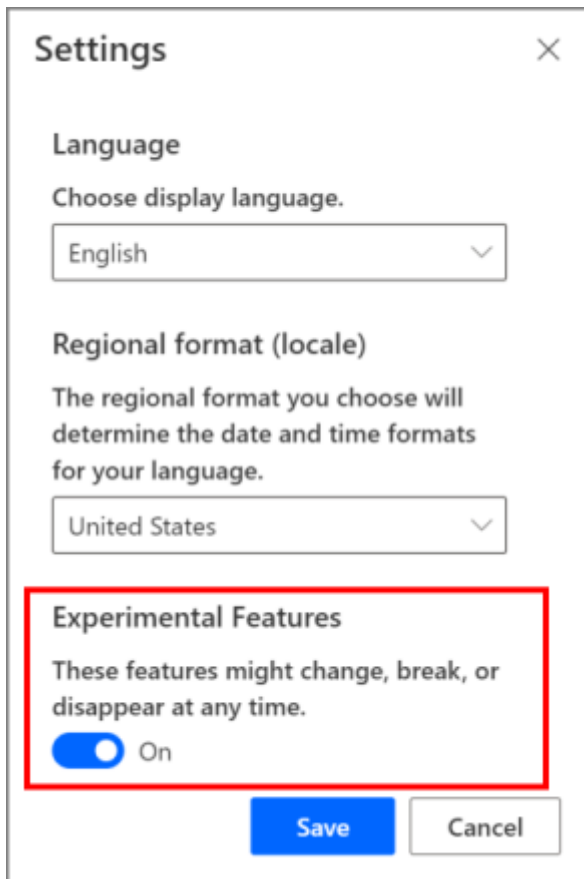 Settings
Language
Choose display language.
English
Regional format (locale)
The regional format you choose will
determine the date and time formats
for your language.
United States
Experimental Features
These features might change, break, or
disappear at any time.
On
Save Cancel